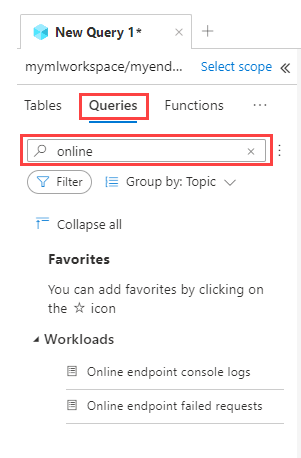 New Query 1*
mymlworkspace/myend... Select scope
Tables Queries Functions ...
online
Filter Group by: Topic
Collapse all
Favorites
You can add favorites by clicking on
the ☆ icon
Workloads
Online endpoint console logs
Online endpoint failed requests